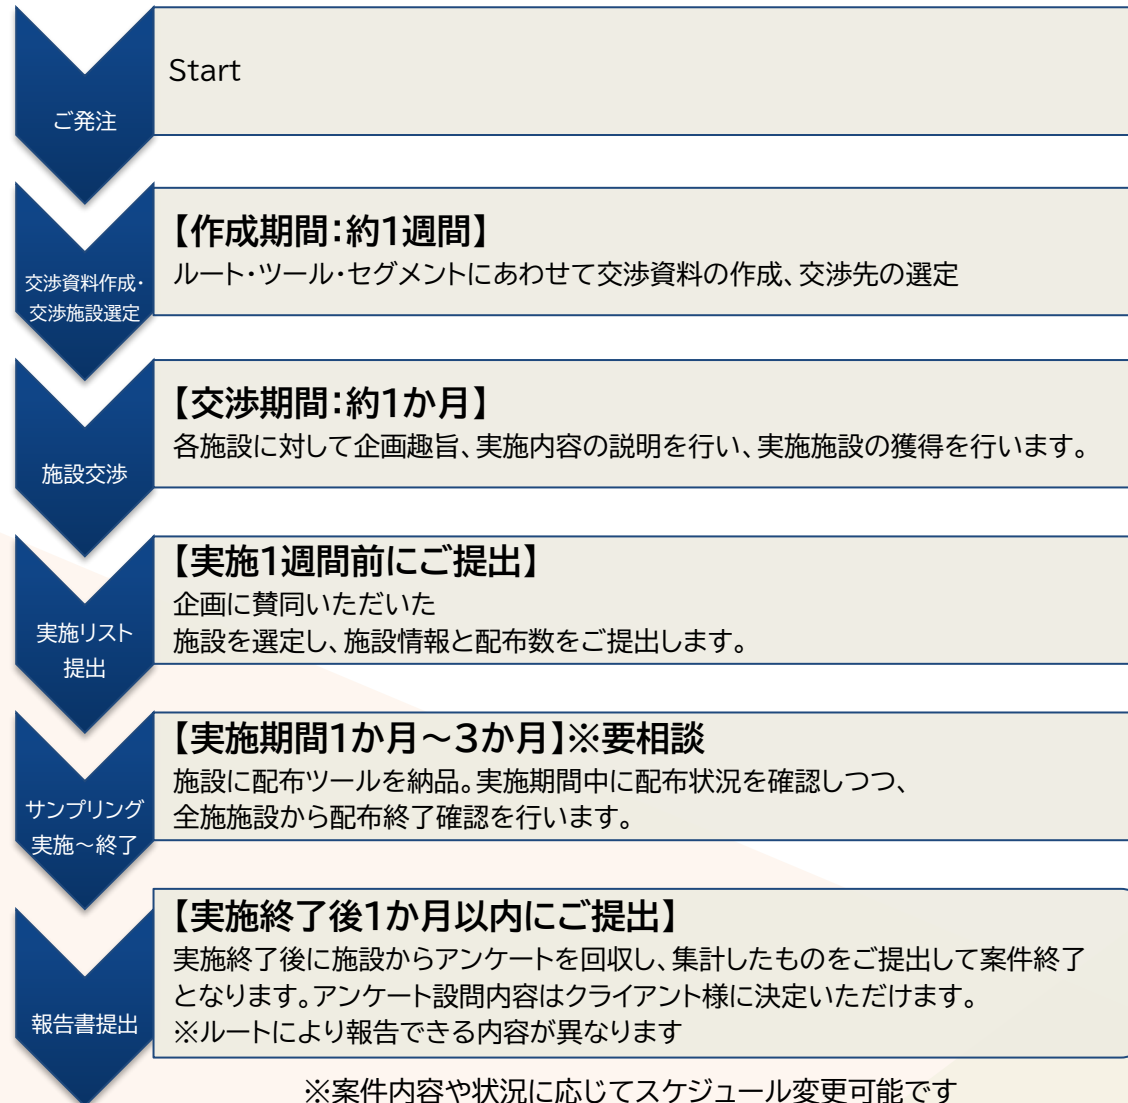 Start
ご発注
【作成期間：約1週間】
ルート・ツール・セグメントにあわせて交渉資料の作成、交渉先の選定
交渉資料作成・
交渉施設選定
【交渉期間：約1か月】
各施設に対して企画趣旨、実施内容の説明を行い、実施施設の獲得を行います。
施設交渉
【実施1週間前にご提出】
企画に賛同いただいた
施設を選定し、施設情報と配布数をご提出します。
実施リスト
提出
【実施期間1か月～3か月】※要相談
施設に配布ツールを納品。実施期間中に配布状況を確認しつつ、
全施施設から配布終了確認を行います。
サンプリング
実施～終了
【実施終了後1か月以内にご提出】
実施終了後に施設からアンケートを回収し、集計したものをご提出して案件終了
となります。アンケート設問内容はクライアント様に決定いただけます。
※ルートにより報告できる内容が異なります
報告書提出
※案件内容や状況に応じてスケジュール変更可能です